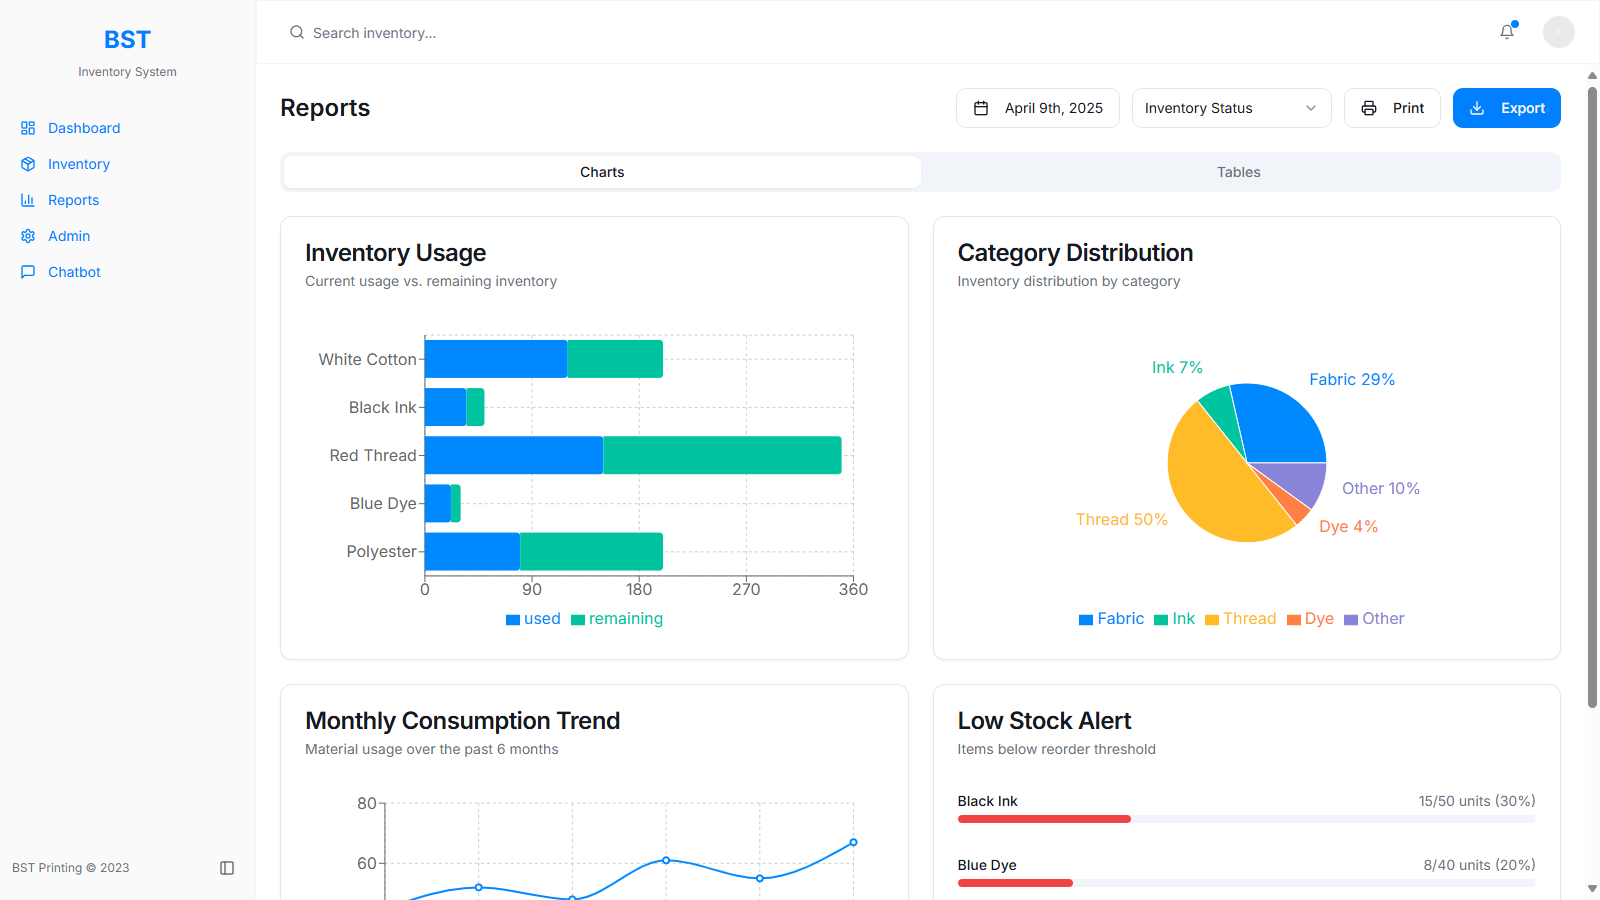 BST
Inventory System
Dashboard
Inventory
Reports
Admin
Chatbot
BST Printing © 2023
Search inventory...
Reports
April 9th, 2025
Inventory Status
Print
Export
Charts
Tables
Inventory Usage
Current usage vs. remaining inventory
White Cotton
Black Ink
Red Thread
Blue Dye
Polyester
0 90 180 270 360
used remaining
Category Distribution
Inventory distribution by category
Ink 7%
Fabric 29%
Other 10%
Thread 50%
Dye 4%
Fabric Ink Thread Dye Other
Monthly Consumption Trend
Material usage over the past 6 months
80
60
Low Stock Alert
Items below reorder threshold
Black Ink 15/50 units (30%)
Blue Dye 8/40 units (20%)